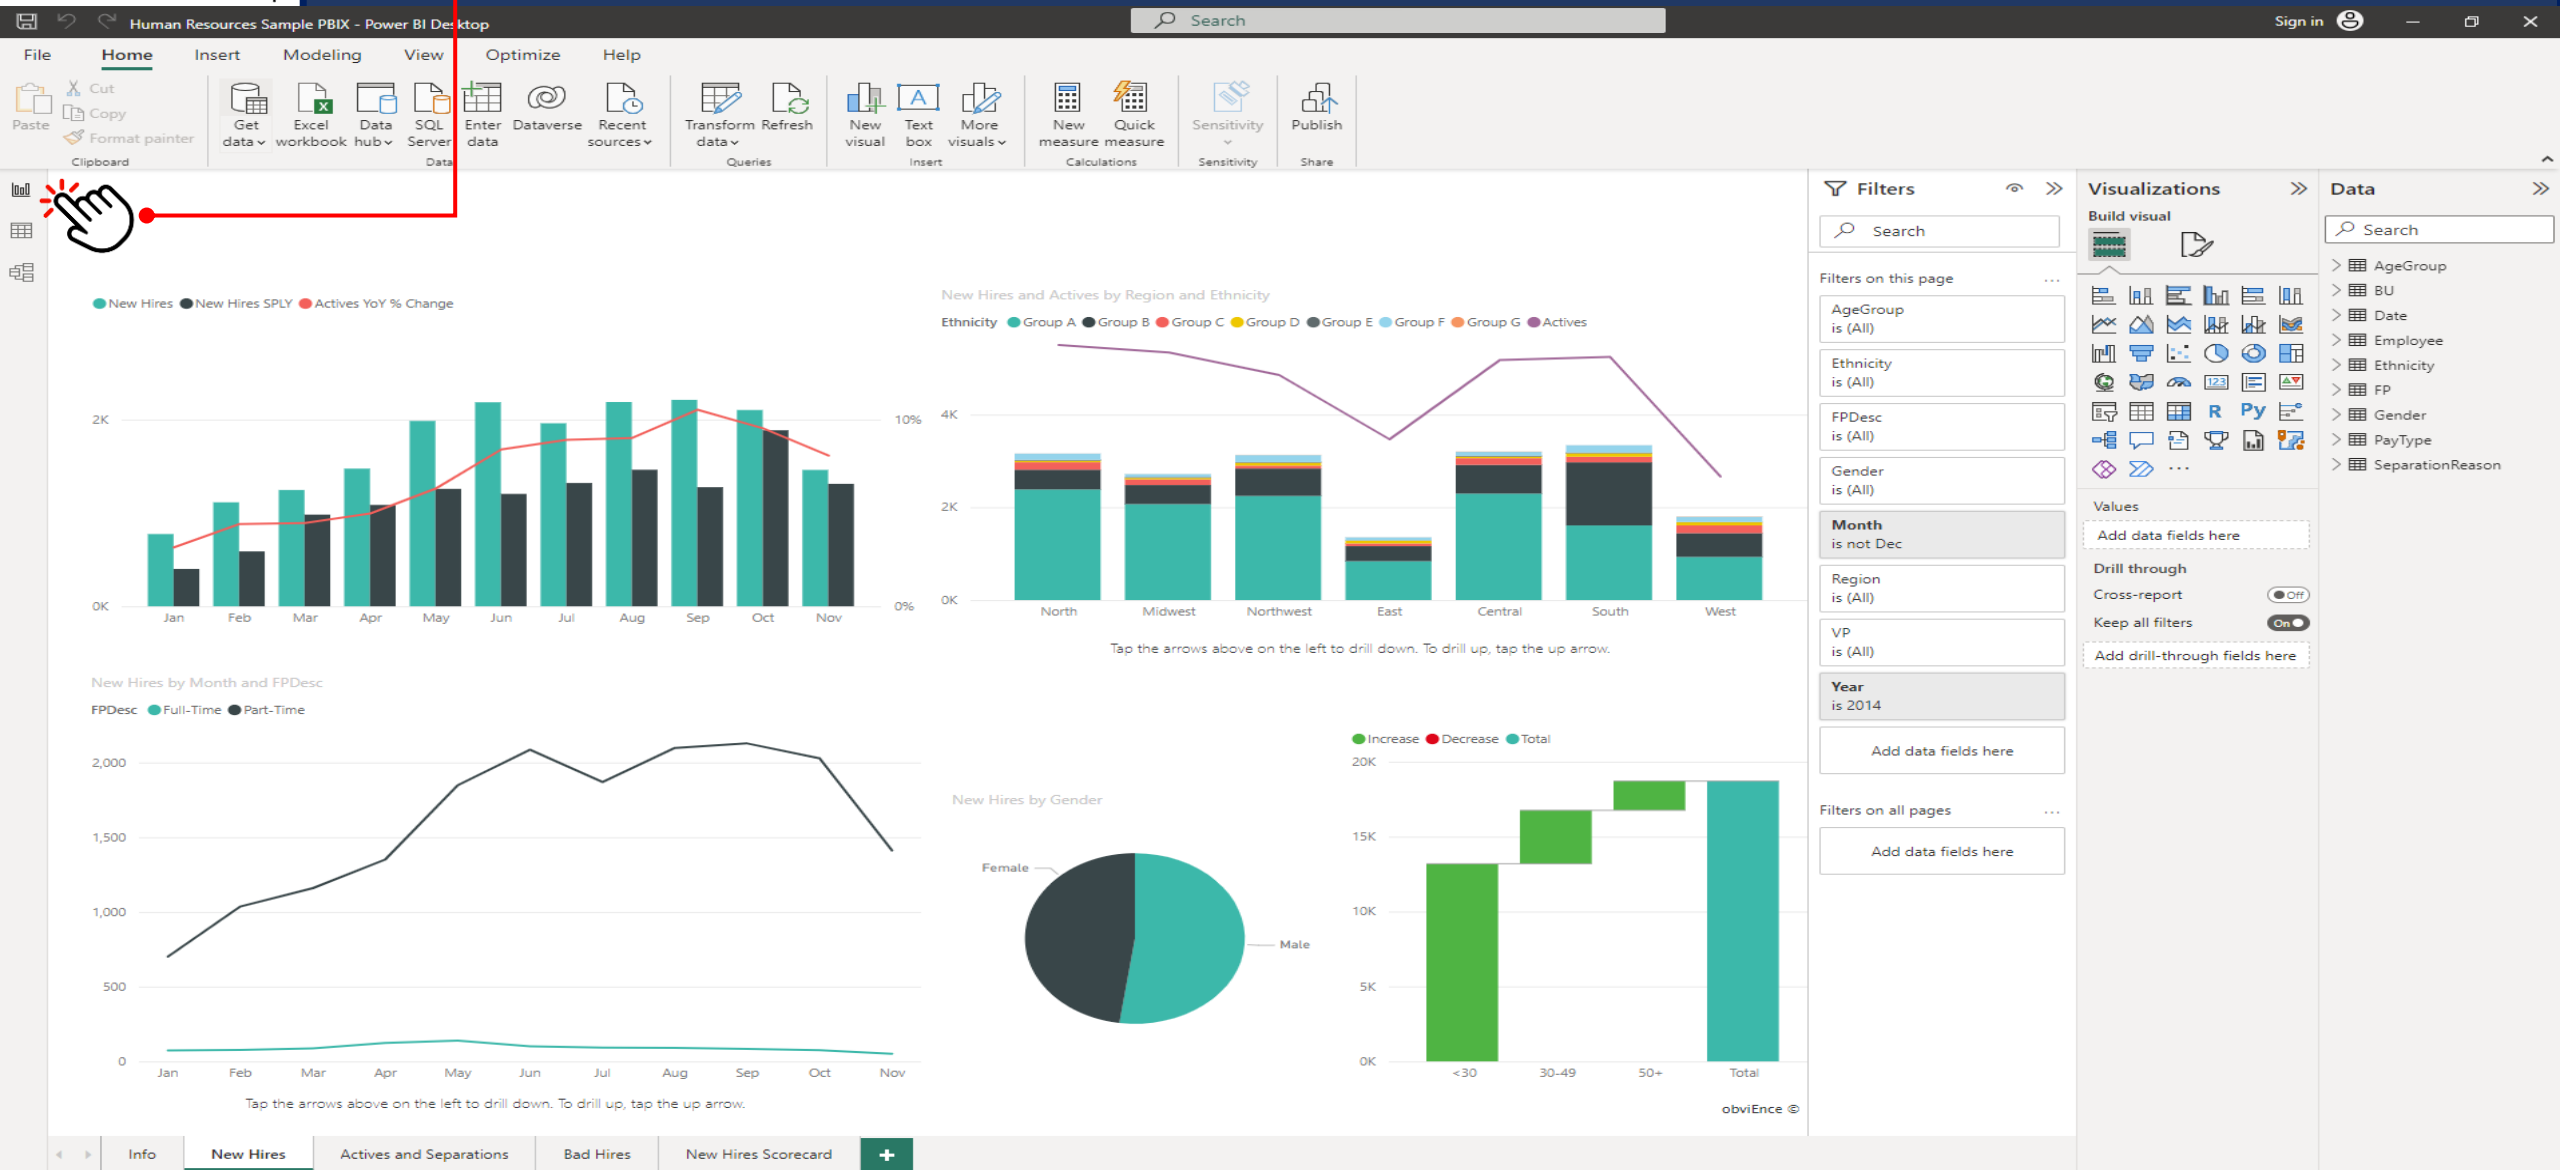 Human Resources Sample PBIX - Power BI Desktop
Search
Sign in
File Home Insert Modeling View Optimize Help
Paste
Cut
Copy
Format painter
Clipboard
Get data
Excel workbook
Data hub
SQL Server
Enter data
Dataverse
Recent sources
Data
Transform data
Refresh
Queries
New visual
Text box
More visuals
Insert
New measure
Quick measure
Calculations
Sensitivity
Sensitivity
Publish
Share
New Hires New Hires SPLY Actives YoY % Change
2K 10%
0K 0%
Jan Feb Mar Apr May Jun Jul Aug Sep Oct Nov
New Hires and Actives by Region and Ethnicity
Ethnicity Group A Group B Group C Group D Group E Group F Group G Actives
4K
2K
0K
North Midwest Northwest East Central South West
Tap the arrows above on the left to drill down. To drill up, tap the up arrow.
New Hires by Month and FPDesc
FPDesc Full-Time Part-Time
2,000
1,500
1,000
500
0
Jan Feb Mar Apr May Jun Jul Aug Sep Oct Nov
Tap the arrows above on the left to drill down. To drill up, tap the up arrow.
New Hires by Gender
Female
Male
Increase Decrease Total
20K
15K
10K
5K
0K
<30 30-49 50+ Total
obviEnce ©
Filters
Search
Filters on this page ...
AgeGroup
is (All)
Ethnicity
is (All)
FPDesc
is (All)
Gender
is (All)
Month
is not Dec
Region
is (All)
VP
is (All)
Year
is 2014
Add data fields here
Filters on all pages ...
Add data fields here
Visualizations
Build visual
123
R Py
...
Values
Add data fields here
Drill through
Cross-report Off
Keep all filters On
Add drill-through fields here
Data
Search
AgeGroup
BU
Date
Employee
Ethnicity
FP
Gender
PayType
SeparationReason
Info New Hires Actives and Separations Bad Hires New Hires Scorecard +